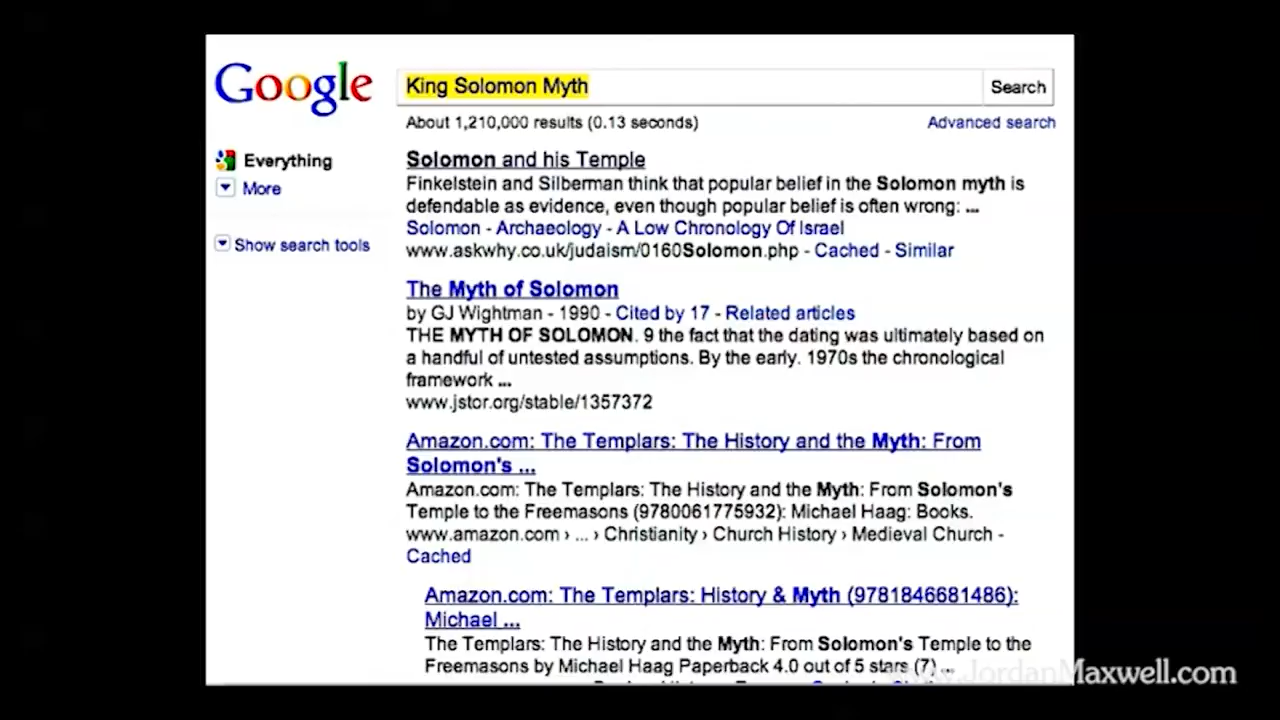 Google
King Solomon Myth
Search
About 1,210,000 results (0.13 seconds)
Advanced search
Everything
More
Show search tools
Solomon and his Temple
Finkelstein and Silberman think that popular belief in the Solomon myth is
defendable as evidence, even though popular belief is often wrong: ...
Solomon - Archaeology - A Low Chronology Of Israel
www.askwhy.co.uk/judaism/0160Solomon.php - Cached - Similar
The Myth of Solomon
by GJ Wightman - 1990 - Cited by 17 - Related articles
THE MYTH OF SOLOMON. 9 the fact that the dating was ultimately based on
a handful of untested assumptions. By the early. 1970s the chronological
framework ...
www.jstor.org/stable/1357372
Amazon.com: The Templars: The History and the Myth: From
Solomon's ...
Amazon.com: The Templars: The History and the Myth: From Solomon's
Temple to the Freemasons (9780061775932): Michael Haag: Books.
www.amazon.com › ... › Christianity › Church History › Medieval Church -
Cached
Amazon.com: The Templars: History & Myth (9781846681486):
Michael ...
The Templars: The History and the Myth: From Solomon's Temple to the
Freemasons by Michael Haag Paperback 4.0 out of 5 stars (7) ...
www.JordanMaxwell.com